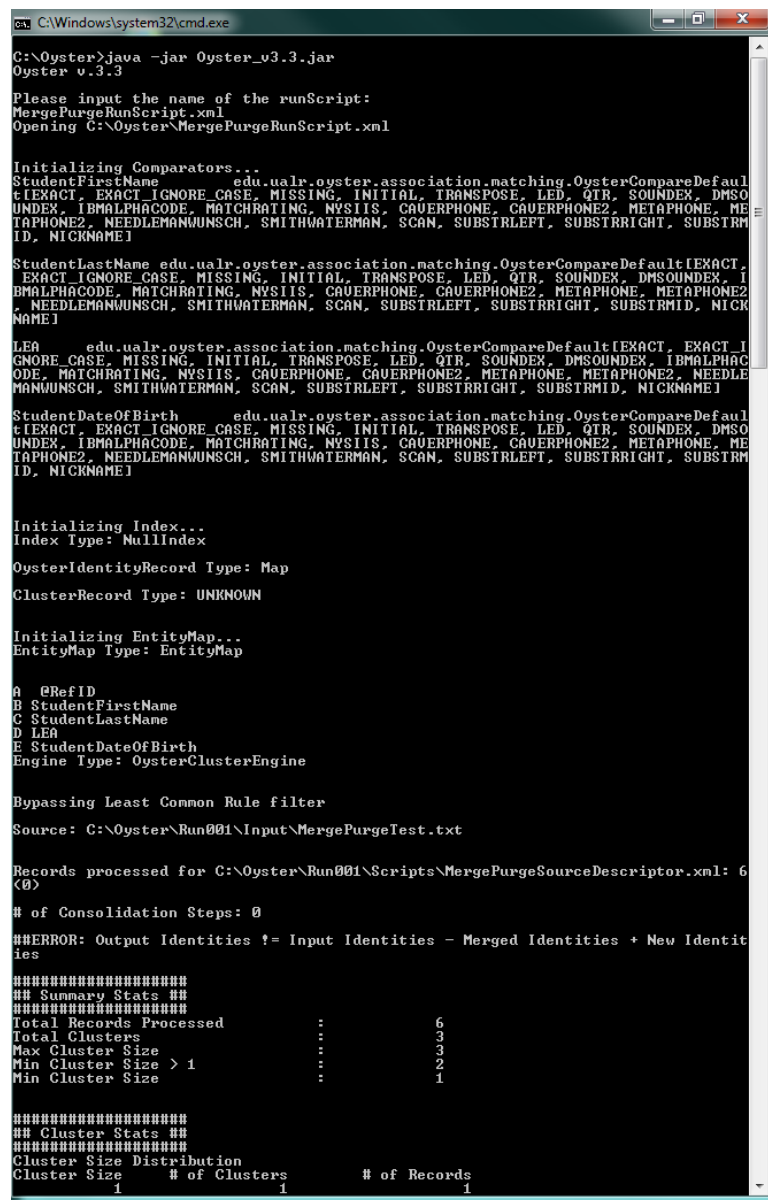 C:\Windows\system32\cmd.exe
C:\Oyster>java -jar Oyster_v3.3.jar
Oyster v.3.3
Please input the name of the runScript:
MergePurgeRunScript.xml
Opening C:\Oyster\MergePurgeRunScript.xml
Initializing Comparators...
StudentFirstName edu.ualr.oyster.association.matching.OysterCompareDefaul
t[EXACT, EXACT_IGNORE_CASE, MISSING, INITIAL, TRANSPOSE, LED, QTR, SOUNDEX, DMSO
UNDEX, IBMALPHACODE, MATCHRATING, NYSIIS, CAVERPHONE, CAVERPHONE2, METAPHONE, ME
TAPHONE2, NEEDLEMANWUNSCH, SMITHWATERMAN, SCAN, SUBSTRLEFT, SUBSTRRIGHT, SUBSTRM
ID, NICKNAME]
StudentLastName edu.ualr.oyster.association.matching.OysterCompareDefault[EXACT,
EXACT_IGNORE_CASE, MISSING, INITIAL, TRANSPOSE, LED, QTR, SOUNDEX, DMSOUNDEX, I
BMALPHACODE, MATCHRATING, NYSIIS, CAVERPHONE, CAVERPHONE2, METAPHONE, METAPHONE2
, NEEDLEMANWUNSCH, SMITHWATERMAN, SCAN, SUBSTRLEFT, SUBSTRRIGHT, SUBSTRMID, NICK
NAME]
LEA edu.ualr.oyster.association.matching.OysterCompareDefault[EXACT, EXACT_I
GNORE_CASE, MISSING, INITIAL, TRANSPOSE, LED, QTR, SOUNDEX, DMSOUNDEX, IBMALPHAC
ODE, MATCHRATING, NYSIIS, CAVERPHONE, CAVERPHONE2, METAPHONE, METAPHONE2, NEEDLE
MANWUNSCH, SMITHWATERMAN, SCAN, SUBSTRLEFT, SUBSTRRIGHT, SUBSTRMID, NICKNAME]
StudentDateOfBirth edu.ualr.oyster.association.matching.OysterCompareDefaul
t[EXACT, EXACT_IGNORE_CASE, MISSING, INITIAL, TRANSPOSE, LED, QTR, SOUNDEX, DMSO
UNDEX, IBMALPHACODE, MATCHRATING, NYSIIS, CAVERPHONE, CAVERPHONE2, METAPHONE, ME
TAPHONE2, NEEDLEMANWUNSCH, SMITHWATERMAN, SCAN, SUBSTRLEFT, SUBSTRRIGHT, SUBSTRM
ID, NICKNAME]
Initializing Index...
Index Type: NullIndex
OysterIdentityRecord Type: Map
ClusterRecord Type: UNKNOWN
Initializing EntityMap...
EntityMap Type: EntityMap
A @RefID
B StudentFirstName
C StudentLastName
D LEA
E StudentDateOfBirth
Engine Type: OysterClusterEngine
Bypassing Least Common Rule filter
Source: C:\Oyster\Run001\Input\MergePurgeTest.txt
Records processed for C:\Oyster\Run001\Scripts\MergePurgeSourceDescriptor.xml: 6
(0)
# of Consolidation Steps: 0
##ERROR: Output Identities != Input Identities - Merged Identities + New Identit
ies
###################
## Summary Stats ##
###################
Total Records Processed : 6
Total Clusters : 3
Max Cluster Size : 3
Min Cluster Size > 1 : 2
Min Cluster Size : 1
###################
## Cluster Stats ##
###################
Cluster Size Distribution
Cluster Size # of Clusters # of Records
1 1 1